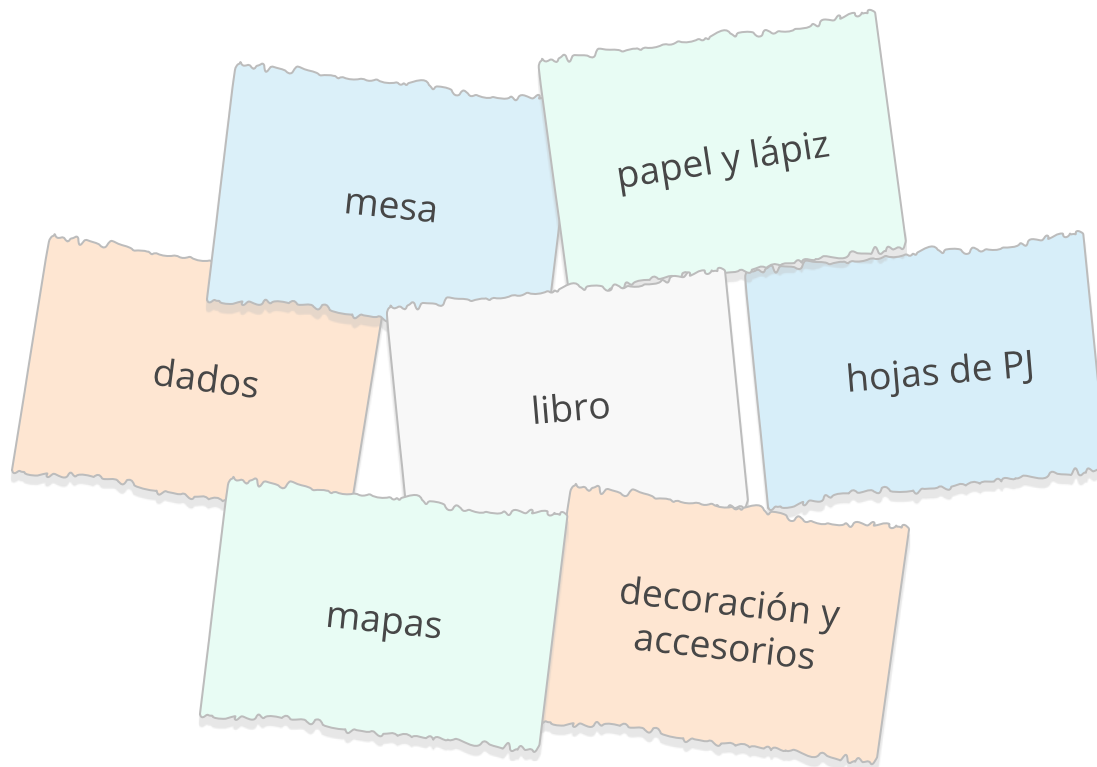 papel y lápiz
mesa
dados
libro
hojas de PJ
mapas
decoración y
accesorios